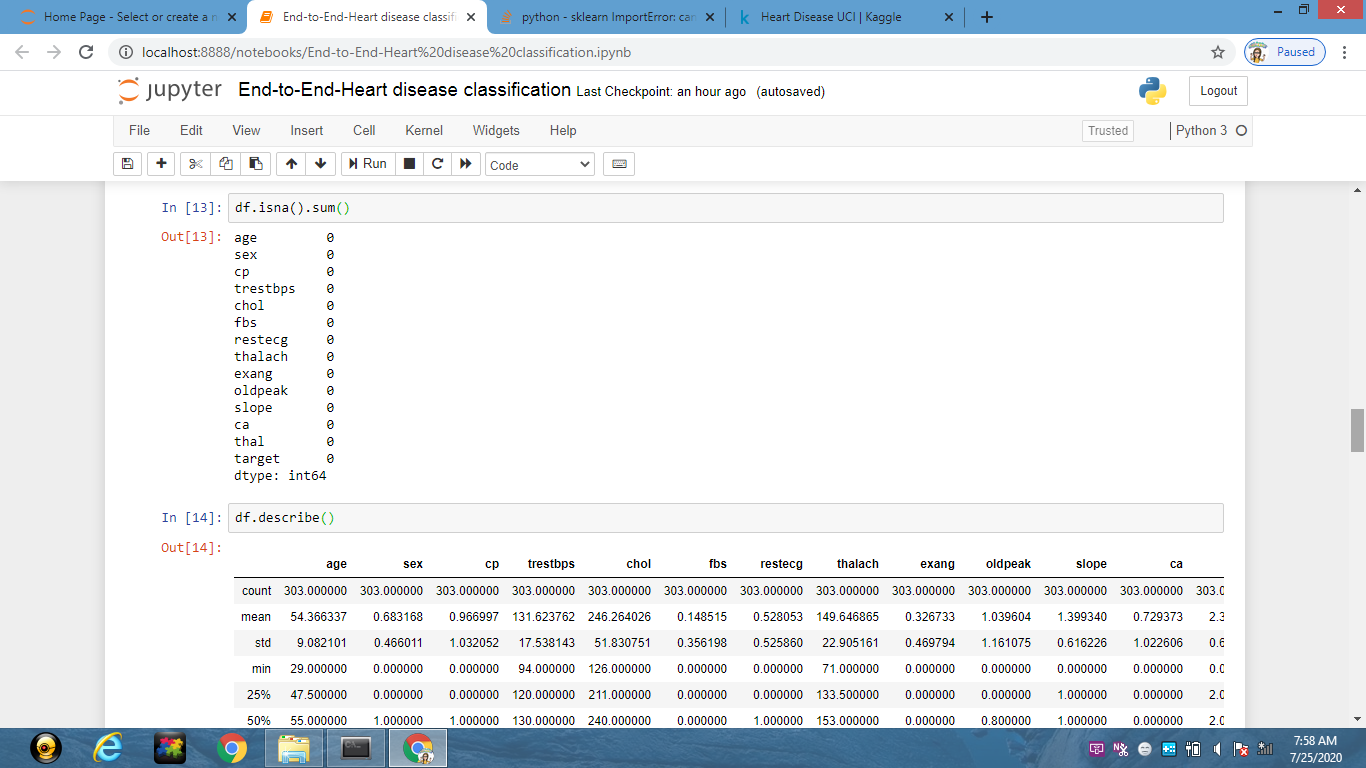 Home Page - Select or create a n
End-to-End-Heart disease classifi
python - sklearn ImportError: can
k Heart Disease UCI | Kaggle
localhost:8888/notebooks/End-to-End-Heart%20disease%20classification.ipynb
Paused
jupyter End-to-End-Heart disease classification Last Checkpoint: an hour ago (autosaved)
Logout
File Edit View Insert Cell Kernel Widgets Help
Trusted
Python 3
Run
Code
In [13]: df.isna().sum()
Out[13]: age 0
sex 0
cp 0
trestbps 0
chol 0
fbs 0
restecg 0
thalach 0
exang 0
oldpeak 0
slope 0
ca 0
thal 0
target 0
dtype: int64
In [14]: df.describe()
Out[14]:
age sex cp trestbps chol fbs restecg thalach exang oldpeak slope ca
count 303.000000 303.000000 303.000000 303.000000 303.000000 303.000000 303.000000 303.000000 303.000000 303.000000 303.000000 303.000000 303.0
mean 54.366337 0.683168 0.966997 131.623762 246.264026 0.148515 0.528053 149.646865 0.326733 1.039604 1.399340 0.729373 2.3
std 9.082101 0.466011 1.032052 17.538143 51.830751 0.356198 0.525860 22.905161 0.469794 1.161075 0.616226 1.022606 0.6
min 29.000000 0.000000 0.000000 94.000000 126.000000 0.000000 0.000000 71.000000 0.000000 0.000000 0.000000 0.000000 0.0
25% 47.500000 0.000000 0.000000 120.000000 211.000000 0.000000 0.000000 133.500000 0.000000 0.000000 1.000000 0.000000 2.0
50% 55.000000 1.000000 1.000000 130.000000 240.000000 0.000000 1.000000 153.000000 0.000000 0.800000 1.000000 0.000000 2.0
7:58 AM
7/25/2020